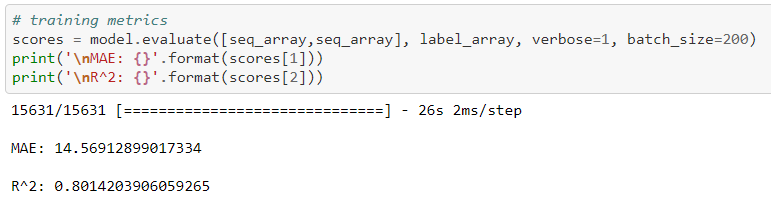 # training metrics
scores = model.evaluate([seq_array,seq_array], label_array, verbose=1, batch_size=200)
print('\nMAE: {}'.format(scores[1]))
print('\nR^2: {}'.format(scores[2]))
15631/15631 [==============================] - 26s 2ms/step
MAE: 14.56912899017334
R^2: 0.8014203906059265